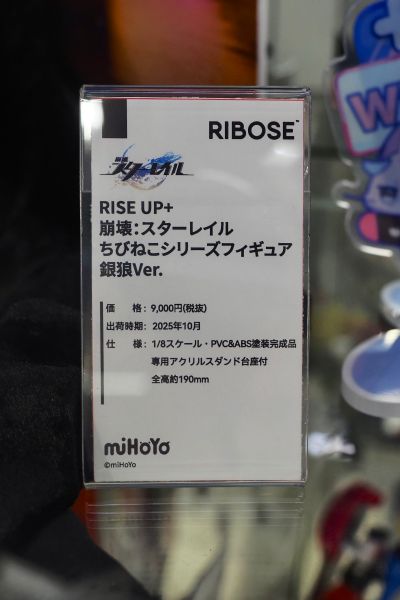 RIBOSE™
スターレイル
RISE UP+
崩壊:スターレイル
ちびねこシリーズフィギュア
銀狼Ver.
価 格: 9,000円(税抜)
出荷時期: 2025年10月
仕 様: 1/8スケール・PVC&ABS塗装完成品
専用アクリルスダンド台座付
全高約190mm
miHoYo
©miHoYo